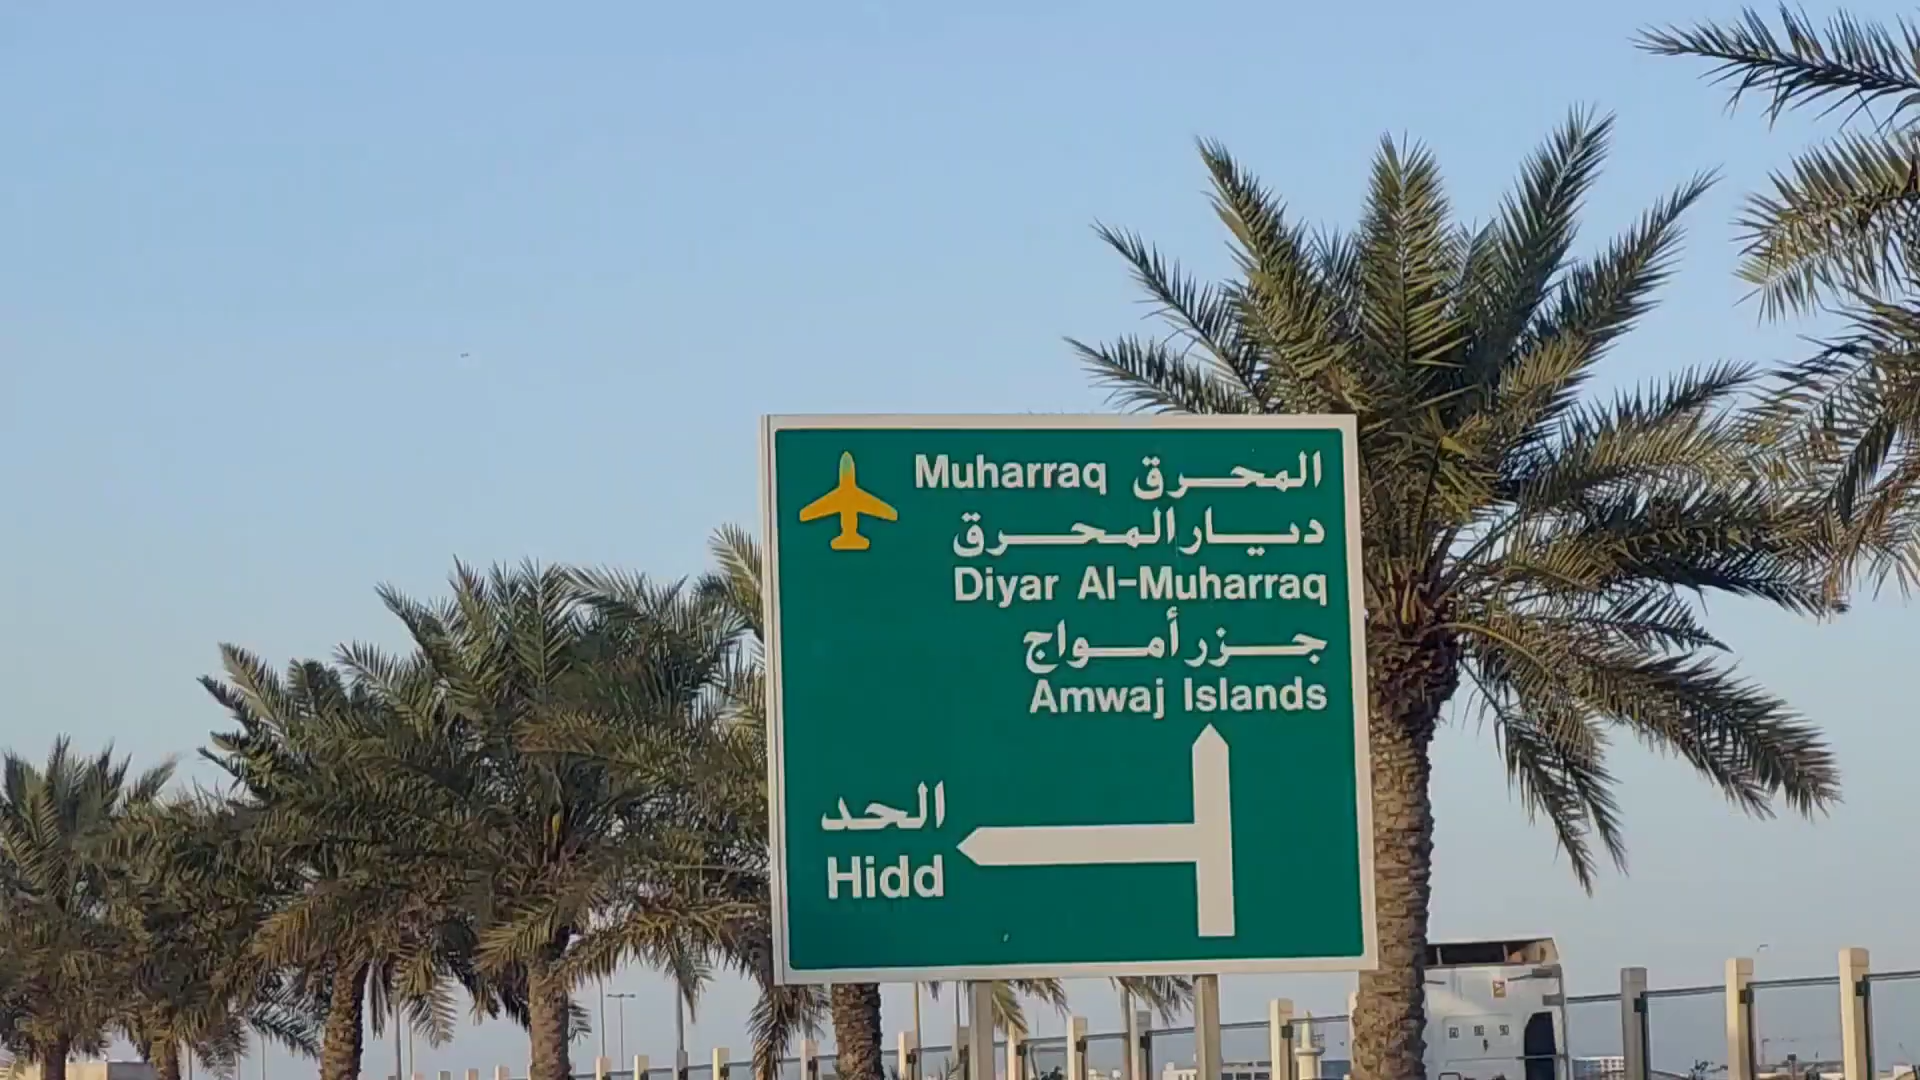 Muharraq المحرق
ديار المحرق
Diyar Al-Muharraq
جزر أمواج
Amwaj Islands
الحد
Hidd